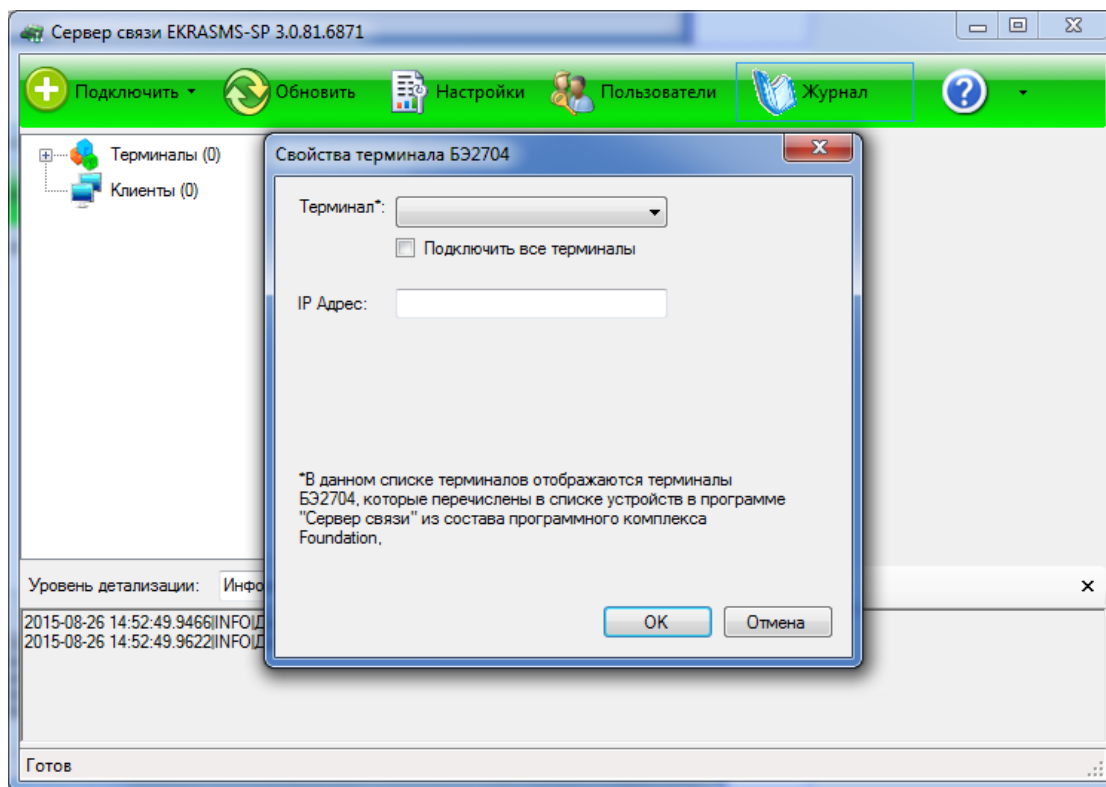 Сервер связи EKRASMS-SP 3.0.81.6871
Подключить Обновить Настройки Пользователи Журнал
Терминалы (0)
Клиенты (0)
Свойства терминала БЭ2704
Терминал*:
Подключить все терминалы
IP Адрес:
*В данном списке терминалов отображаются терминалы
БЭ2704, которые перечислены в списке устройств в программе
"Сервер связи" из состава программного комплекса
Foundation,
OK Отмена
Уровень детализации: Инфо
2015-08-26 14:52:49.9466|INFO|Д
2015-08-26 14:52:49.9622|INFO|Д
Готов